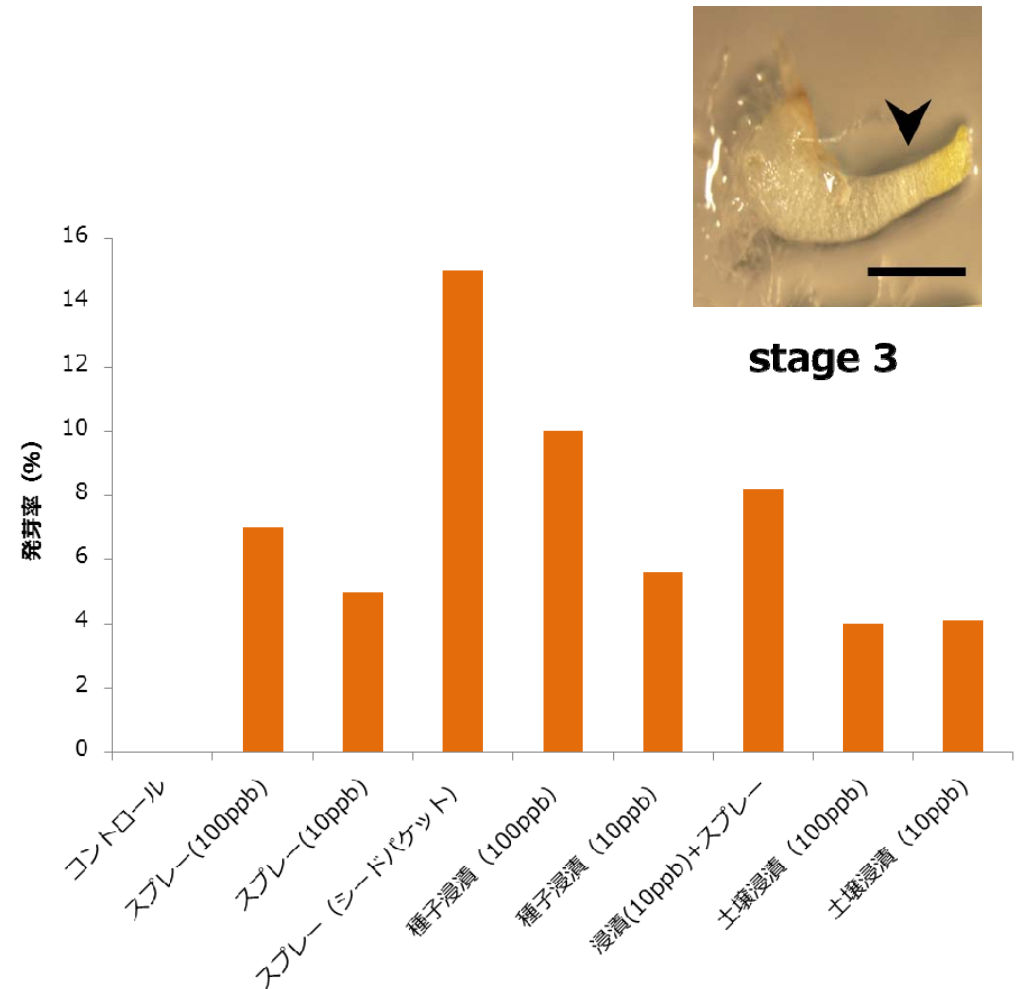 stage 3
発芽率（%）
16
14
12
10
8
6
4
2
0
コントロール
スプレー(100ppb)
スプレー(10ppb)
スプレー（シードパケット）
種子浸漬（100ppb）
種子浸漬（10ppb）
浸漬(10ppb)+スプレー
土壌浸漬（100ppb）
土壌浸漬（10ppb）